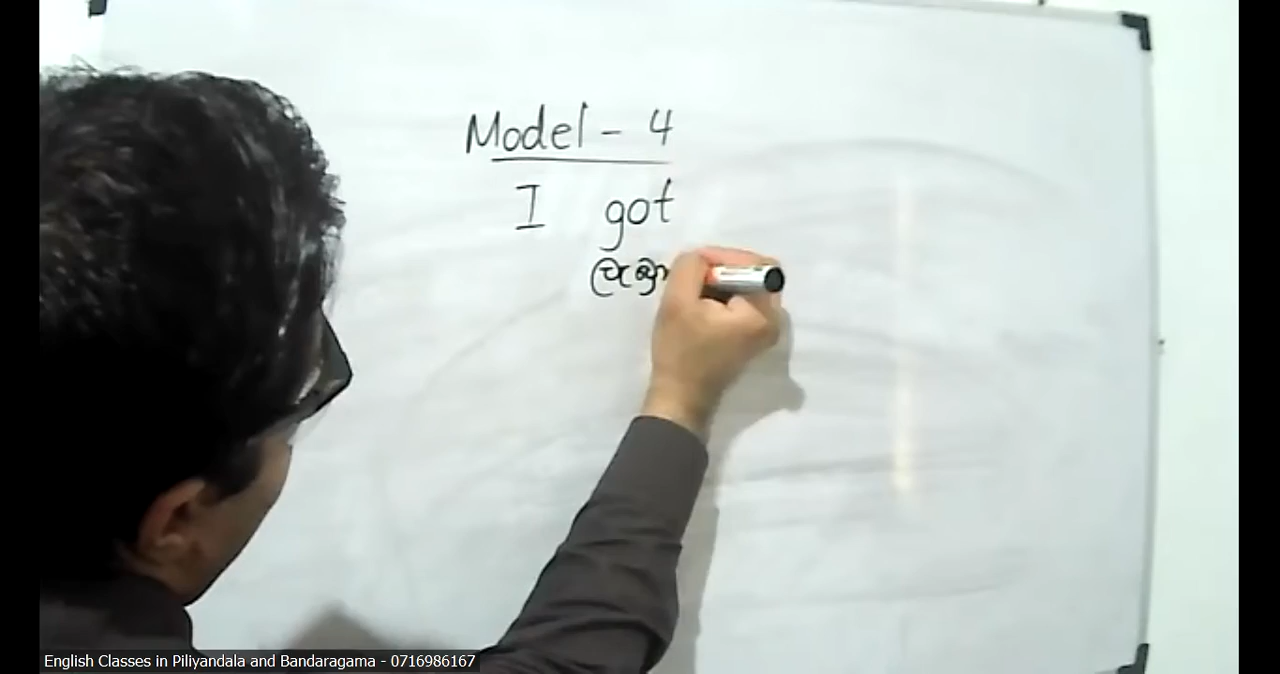 Model - 4
I got
English Classes in Piliyandala and Bandaragama - 0716986167